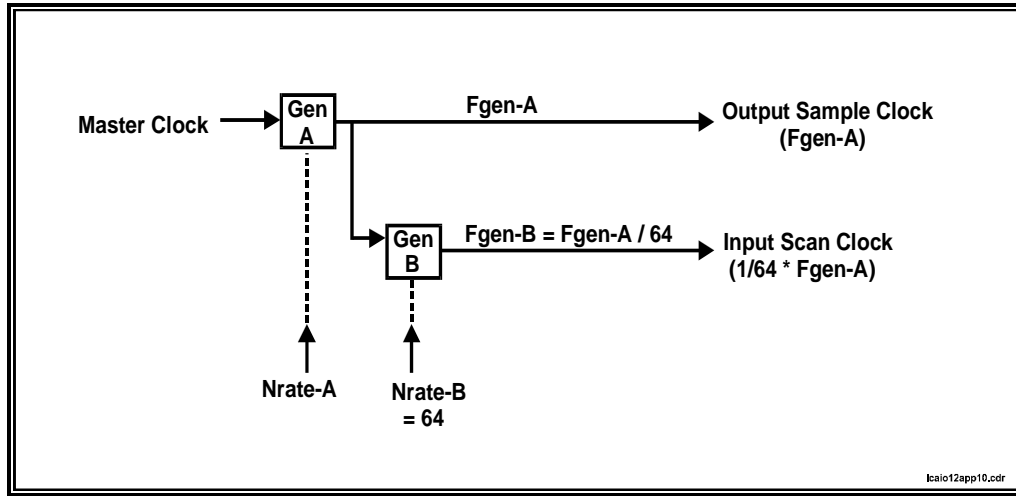 Master Clock
Gen
A
Fgen-A
Output Sample Clock
(Fgen-A)
Gen
B
Fgen-B = Fgen-A / 64
Input Scan Clock
(1/64 * Fgen-A)
Nrate-A
Nrate-B
= 64
lcaio12app10.cdr